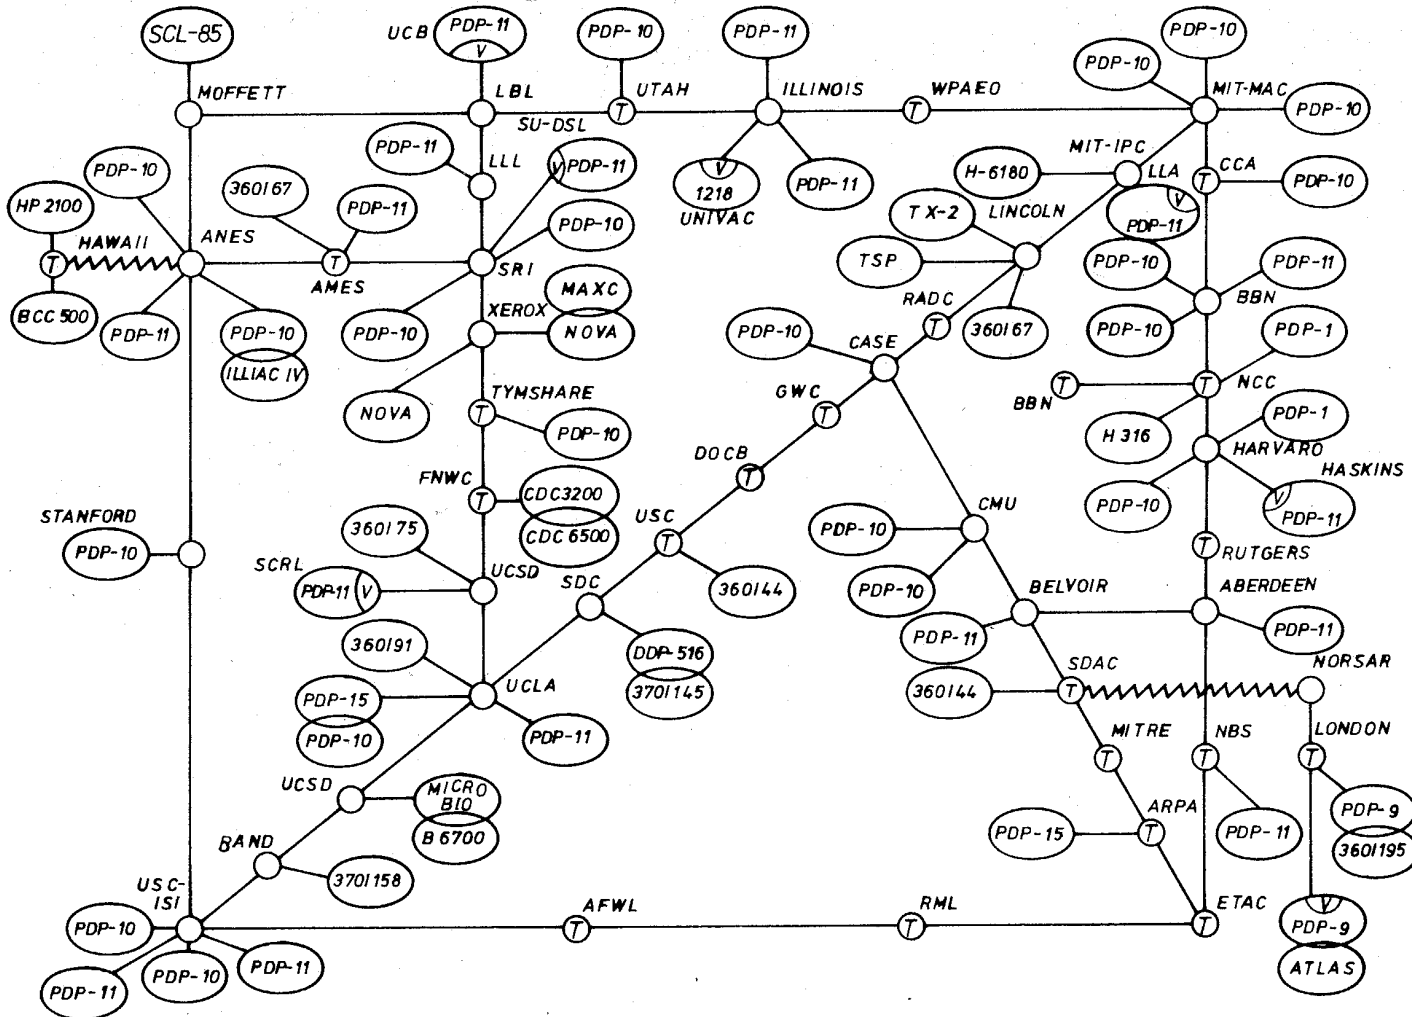 SCL-85
UCB
PDP-11
V
PDP-10
PDP-11
PDP-10
PDP-10
MOFFETT
LBL
UTAH
ILLINOIS
WPAEO
MIT-MAC
PDP-10
T
T
SU-DSL
PDP-11
LLL
V
PDP-11
V
1218
UNIVAC
PDP-11
MIT-IPC
H-6180
LLA
V
PDP-11
CCA
T
PDP-10
PDP-10
360/67
PDP-11
HP 2100
HAWAII
T
BCC 500
ANES
T
AMES
PDP-10
SRI
TX-2
LINCOLN
TSP
PDP-10
PDP-11
BBN
PDP-10
PDP-11
PDP-10
ILLIAC IV
PDP-10
XEROX
MAXC
NOVA
NOVA
RADC
T
360/67
PDP-10
CASE
PDP-1
BBN
T
T
NCC
TYMSHARE
T
PDP-10
GWC
T
H316
PDP-1
HARVARO
HASKINS
PDP-10
V
PDP-11
DOCB
T
FNWC
T
CDC3200
CDC 6500
STANFORD
PDP-10
360/75
USC
T
360/44
CMU
PDP-10
PDP-10
T
RUTGERS
SCRL
PDP-11
V
UCSD
SDC
DDP-516
370/145
BELVOIR
PDP-11
ABERDEEN
PDP-11
360/91
PDP-15
PDP-10
UCLA
PDP-11
SDAC
360/44
T
NORSAR
MITRE
T
NBS
T
PDP-11
LONDON
T
PDP-9
360/195
UCSD
MICRO
BIO
B 6700
ARPA
PDP-15
T
BAND
370/158
USC-
ISI
PDP-10
PDP-11
PDP-10
PDP-11
AFWL
T
RML
T
ETAC
T
V
PDP-9
ATLAS